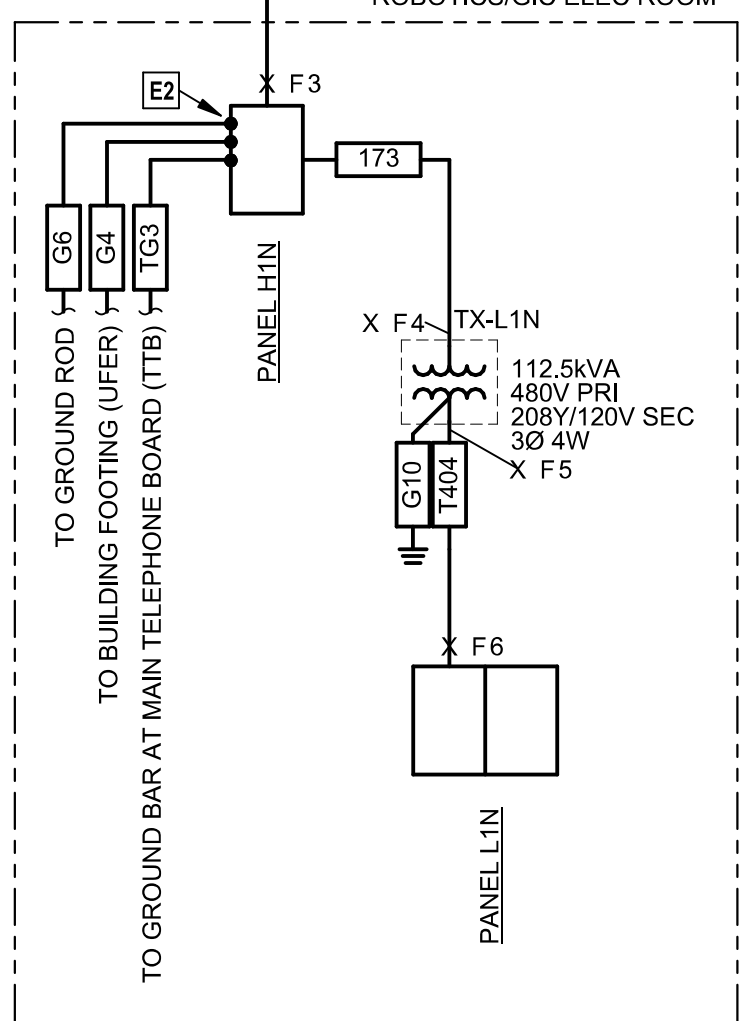 ROBOTICS/GIS ELEC ROOM
X F3
E2
173
G6
G4
TG3
TO GROUND ROD
TO BUILDING FOOTING (UFER)
TO GROUND BAR AT MAIN TELEPHONE BOARD (TTB)
PANEL H1N
X F4
TX-L1N
112.5kVA
480V PRI
208Y/120V SEC
3Ø 4W
X F5
G10
T404
X F6
PANEL L1N